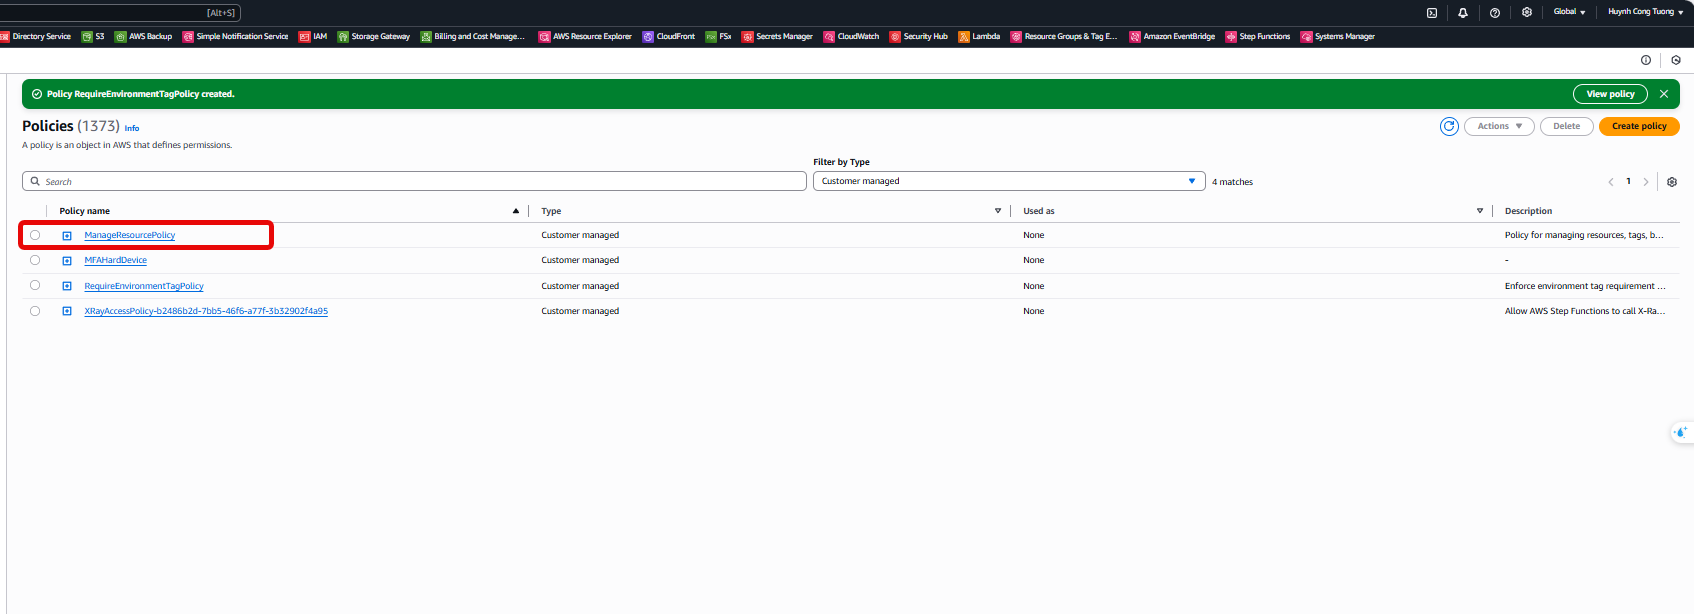 [Alt+S]
Global
Huynh Cong Tuong
Directory Service
S3
AWS Backup
Simple Notification Service
IAM
Storage Gateway
Billing and Cost Manage...
AWS Resource Explorer
CloudFront
FSx
Secrets Manager
CloudWatch
Security Hub
Lambda
Resource Groups & Tag E...
Amazon EventBridge
Step Functions
Systems Manager
Policy RequireEnvironmentTagPolicy created.
View policy
Policies (1373) Info
Actions
Delete
Create policy
A policy is an object in AWS that defines permissions.
Filter by Type
Search
Customer managed
4 matches
1
Policy name
Type
Used as
Description
ManageResourcePolicy
Customer managed
None
Policy for managing resources, tags, b...
MFAHardDevice
Customer managed
None
-
RequireEnvironmentTagPolicy
Customer managed
None
Enforce environment tag requirement ...
XRayAccessPolicy-b2486b2d-7bb5-46f6-a77f-3b32902f4a95
Customer managed
None
Allow AWS Step Functions to call X-Ra...